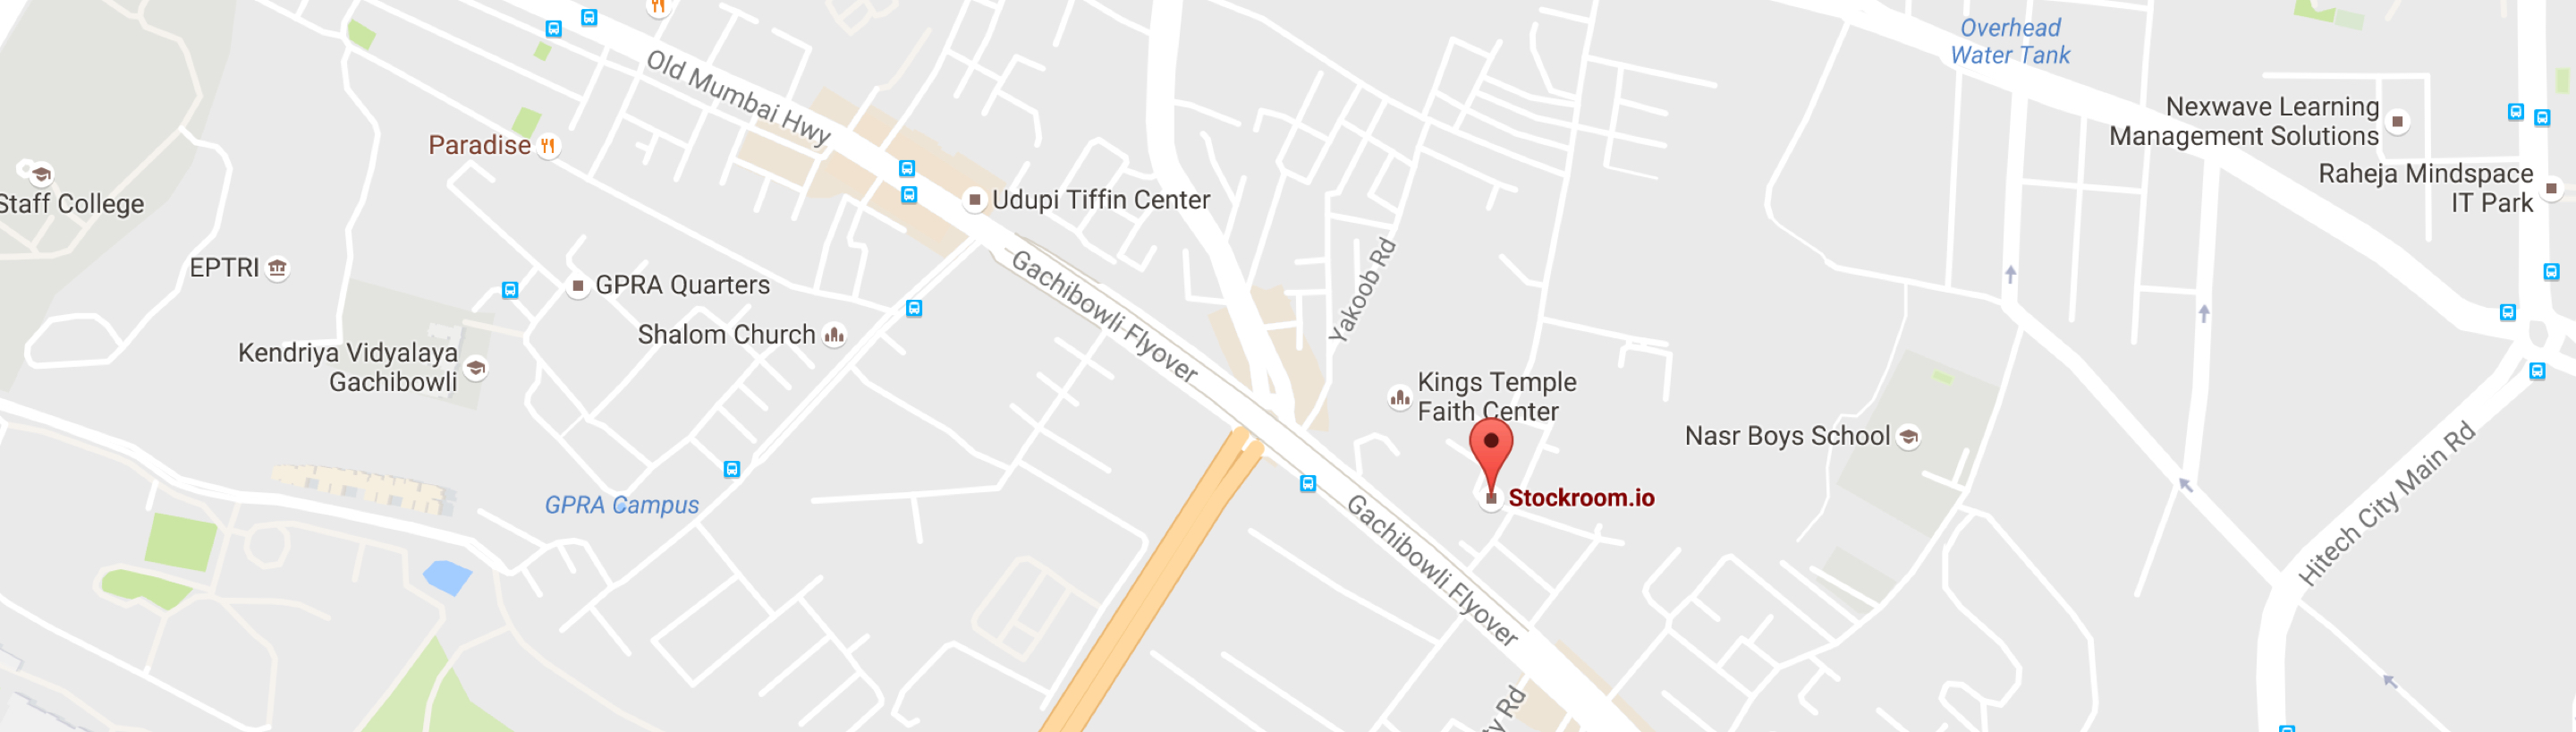 Overhead
Water Tank
Old Mumbai Hwy
Nexwave Learning
Management Solutions
Paradise
Raheja Mindspace
IT Park
Staff College
Udupi Tiffin Center
EPTRI
GPRA Quarters
Gachibowli Flyover
Yakoob Rd
Shalom Church
Kendriya Vidyalaya
Gachibowli
Kings Temple
Faith Center
Nasr Boys School
Hitech City Main Rd
GPRA Campus
Stockroom.io
Gachibowli Flyover
ty Rd